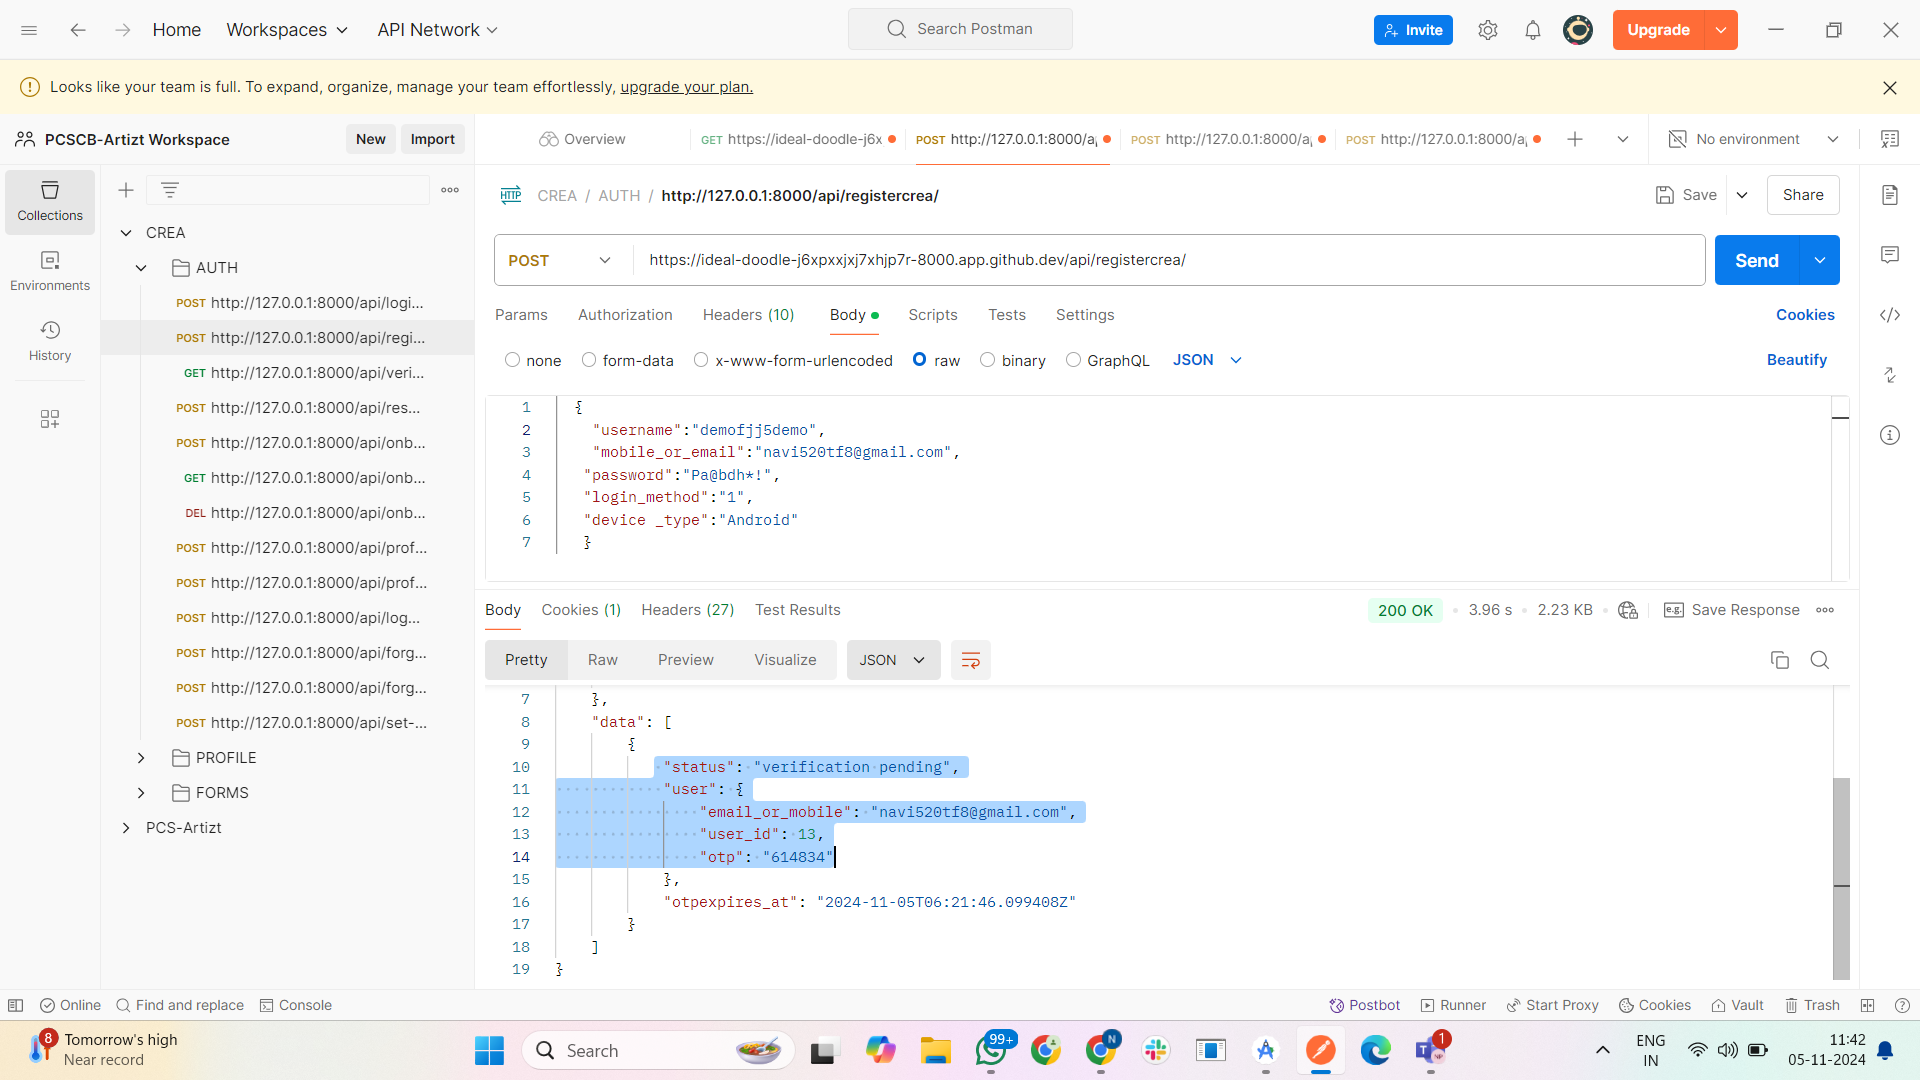 Home
Workspaces
API Network
Search Postman
Invite
Upgrade
Looks like your team is full. To expand, organize, manage your team effortlessly, upgrade your plan.
PCSCB-Artizt Workspace
New
Import
Overview
GET https://ideal-doodle-j6x
POST http://127.0.0.1:8000/a
POST http://127.0.0.1:8000/a
POST http://127.0.0.1:8000/a
No environment
Collections
Environments
History
CREA
AUTH
POST http://127.0.0.1:8000/api/logi...
POST http://127.0.0.1:8000/api/regi...
GET http://127.0.0.1:8000/api/veri...
POST http://127.0.0.1:8000/api/res...
POST http://127.0.0.1:8000/api/onb...
GET http://127.0.0.1:8000/api/onb...
DEL http://127.0.0.1:8000/api/onb...
POST http://127.0.0.1:8000/api/prof...
POST http://127.0.0.1:8000/api/prof...
POST http://127.0.0.1:8000/api/log...
POST http://127.0.0.1:8000/api/forg...
POST http://127.0.0.1:8000/api/forg...
POST http://127.0.0.1:8000/api/set-...
PROFILE
FORMS
PCS-Artizt
HTTP CREA / AUTH / http://127.0.0.1:8000/api/registercrea/
Save
Share
POST
https://ideal-doodle-j6xpxxjxj7xhjp7r-8000.app.github.dev/api/registercrea/
Send
Params Authorization Headers (10) Body Scripts Tests Settings
Cookies
none form-data x-www-form-urlencoded raw binary GraphQL JSON
Beautify
1 {
2 "username":"demofjj5demo",
3 "mobile_or_email":"navi520tf8@gmail.com",
4 "password":"Pa@bdh*!",
5 "login_method":"1",
6 "device _type":"Android"
7 }
Body Cookies (1) Headers (27) Test Results
200 OK 3.96 s 2.23 KB
e.g. Save Response
Pretty Raw Preview Visualize JSON
7 },
8 "data": [
9 {
10 "status": "verification pending",
11 "user": {
12 "email_or_mobile": "navi520tf8@gmail.com",
13 "user_id": 13,
14 "otp": "614834"
15 },
16 "otpexpires_at": "2024-11-05T06:21:46.099408Z"
17 }
18 ]
19 }
Online
Find and replace
Console
Postbot
Runner
Start Proxy
Cookies
Vault
Trash
8
Tomorrow's high
Near record
Search
99+
N
1
ENG
IN
11:42
05-11-2024